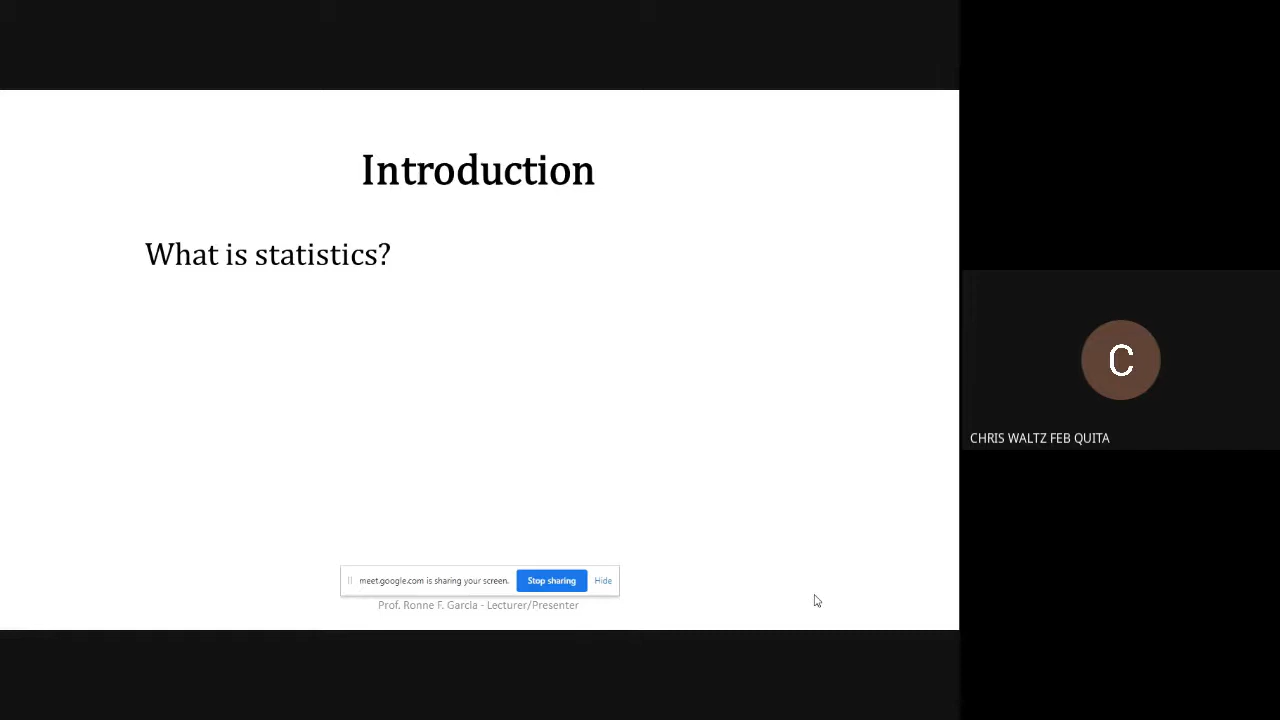 Introduction
What is statistics?
meet.google.com is sharing your screen.
Stop sharing
Hide
Prof. Ronne F. Garcia - Lecturer/Presenter
C
CHRIS WALTZ FEB QUITA